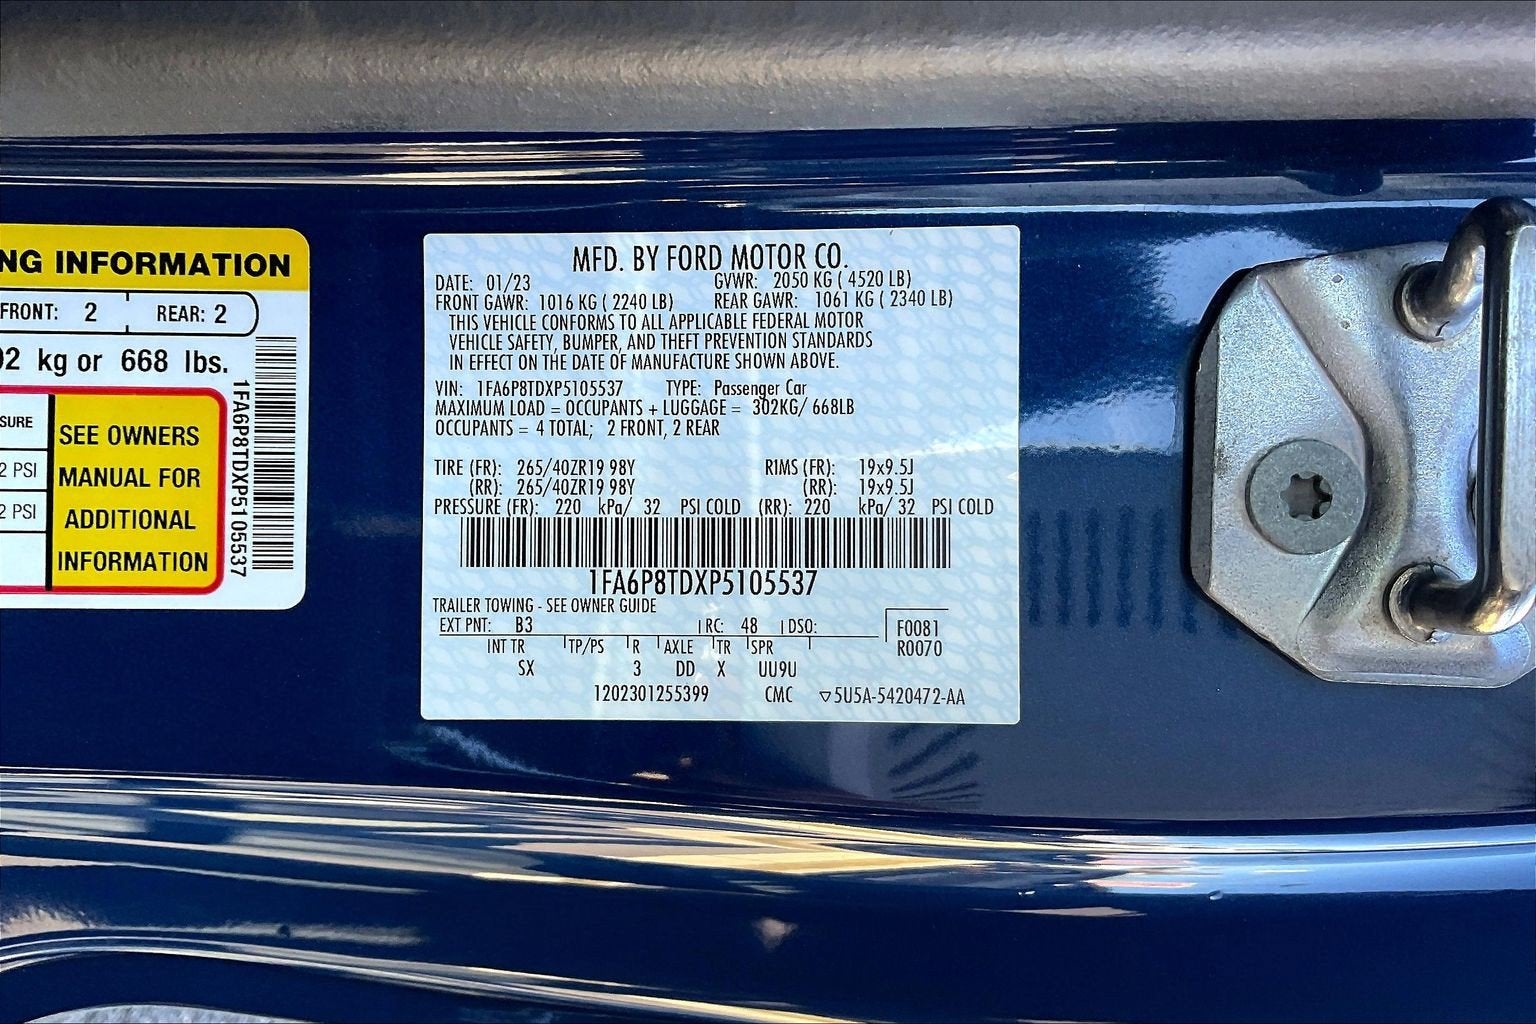 NG INFORMATION
FRONT: 2 REAR: 2
02 kg or 668 lbs.
SURE
2 PSI
2 PSI
SEE OWNERS
MANUAL FOR
ADDITIONAL
INFORMATION
1FA6P8TDXP5105537
MFD. BY FORD MOTOR CO.
DATE: 01/23 GVWR: 2050 KG ( 4520 LB)
FRONT GAWR: 1016 KG ( 2240 LB) REAR GAWR: 1061 KG ( 2340 LB)
THIS VEHICLE CONFORMS TO ALL APPLICABLE FEDERAL MOTOR
VEHICLE SAFETY, BUMPER, AND THEFT PREVENTION STANDARDS
IN EFFECT ON THE DATE OF MANUFACTURE SHOWN ABOVE.
VIN: 1FA6P8TDXP5105537 TYPE: Passenger Car
MAXIMUM LOAD = OCCUPANTS + LUGGAGE = 302KG/ 668LB
OCCUPANTS = 4 TOTAL; 2 FRONT, 2 REAR
TIRE (FR): 265/40ZR19 98Y RIMS (FR): 19x9.5J
(RR): 265/40ZR19 98Y (RR): 19x9.5J
PRESSURE (FR): 220 kPa/ 32 PSI COLD (RR): 220 kPa/ 32 PSI COLD
1FA6P8TDXP5105537
TRAILER TOWING - SEE OWNER GUIDE
EXT PNT: B3 RC: 48 DSO: F0081
INT TR TP/PS R AXLE TR SPR R0070
SX 3 DD X UU9U
1202301255399 CMC ▽5U5A-5420472-AA